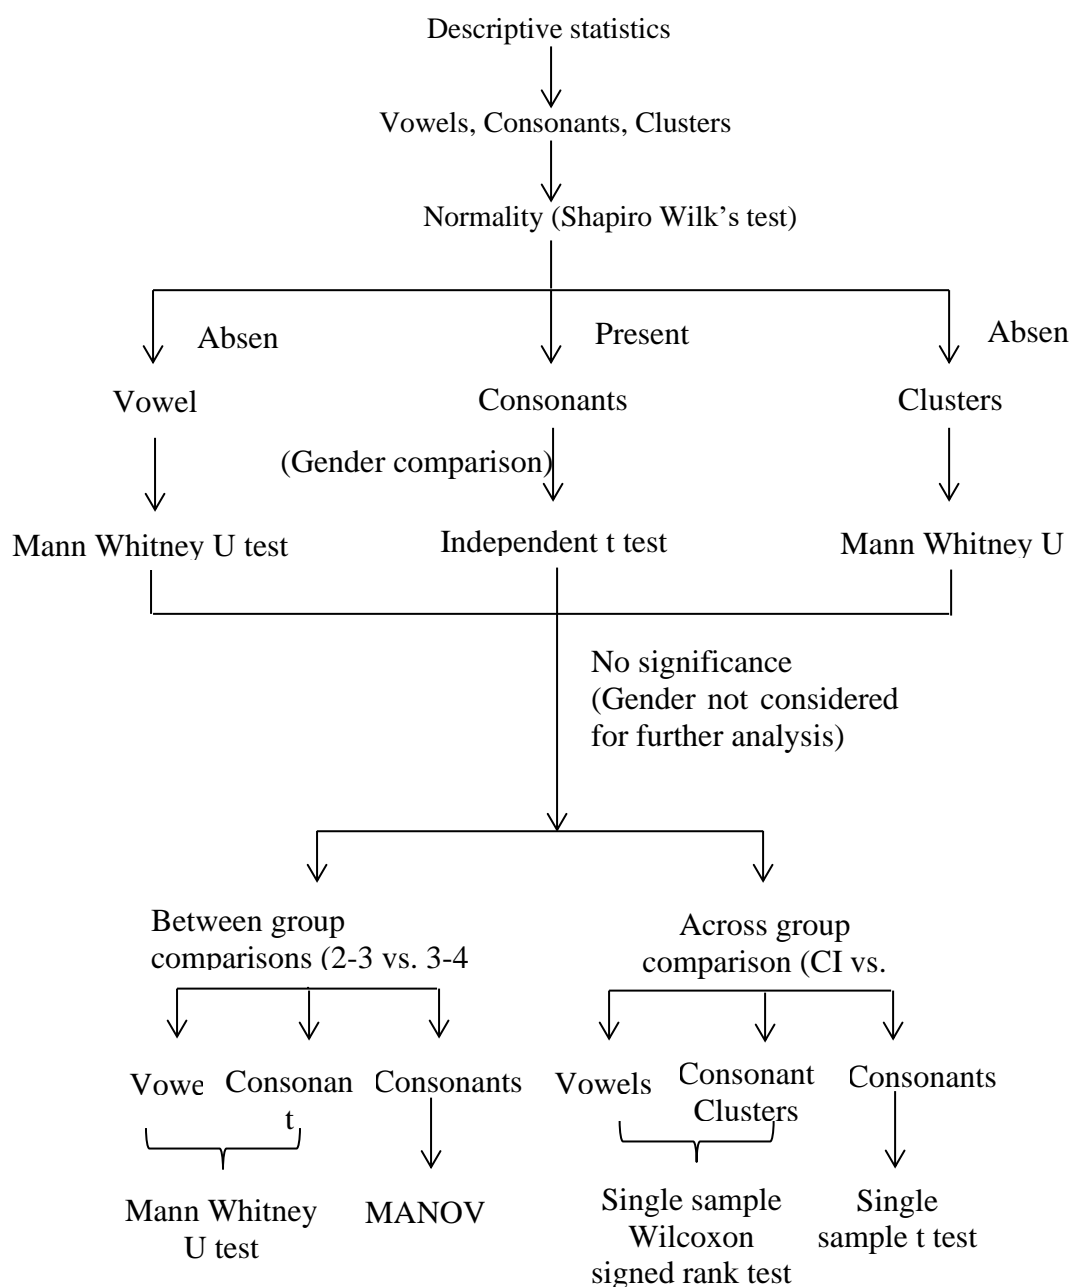 Descriptive statistics
Vowels, Consonants, Clusters
Normality (Shapiro Wilk’s test)
Absen
Present
Absen
Vowel
Consonants
Clusters
(Gender comparison)
Mann Whitney U test
Independent t test
Mann Whitney U
No significance
(Gender not considered
for further analysis)
Between group
comparisons (2-3 vs. 3-4
Across group
comparison (CI vs.
Vowe
Consonan
t
Consonants
Vowels
Consonant
Clusters
Consonants
Mann Whitney
U test
MANOV
Single sample
Wilcoxon
signed rank test
Single
sample t test